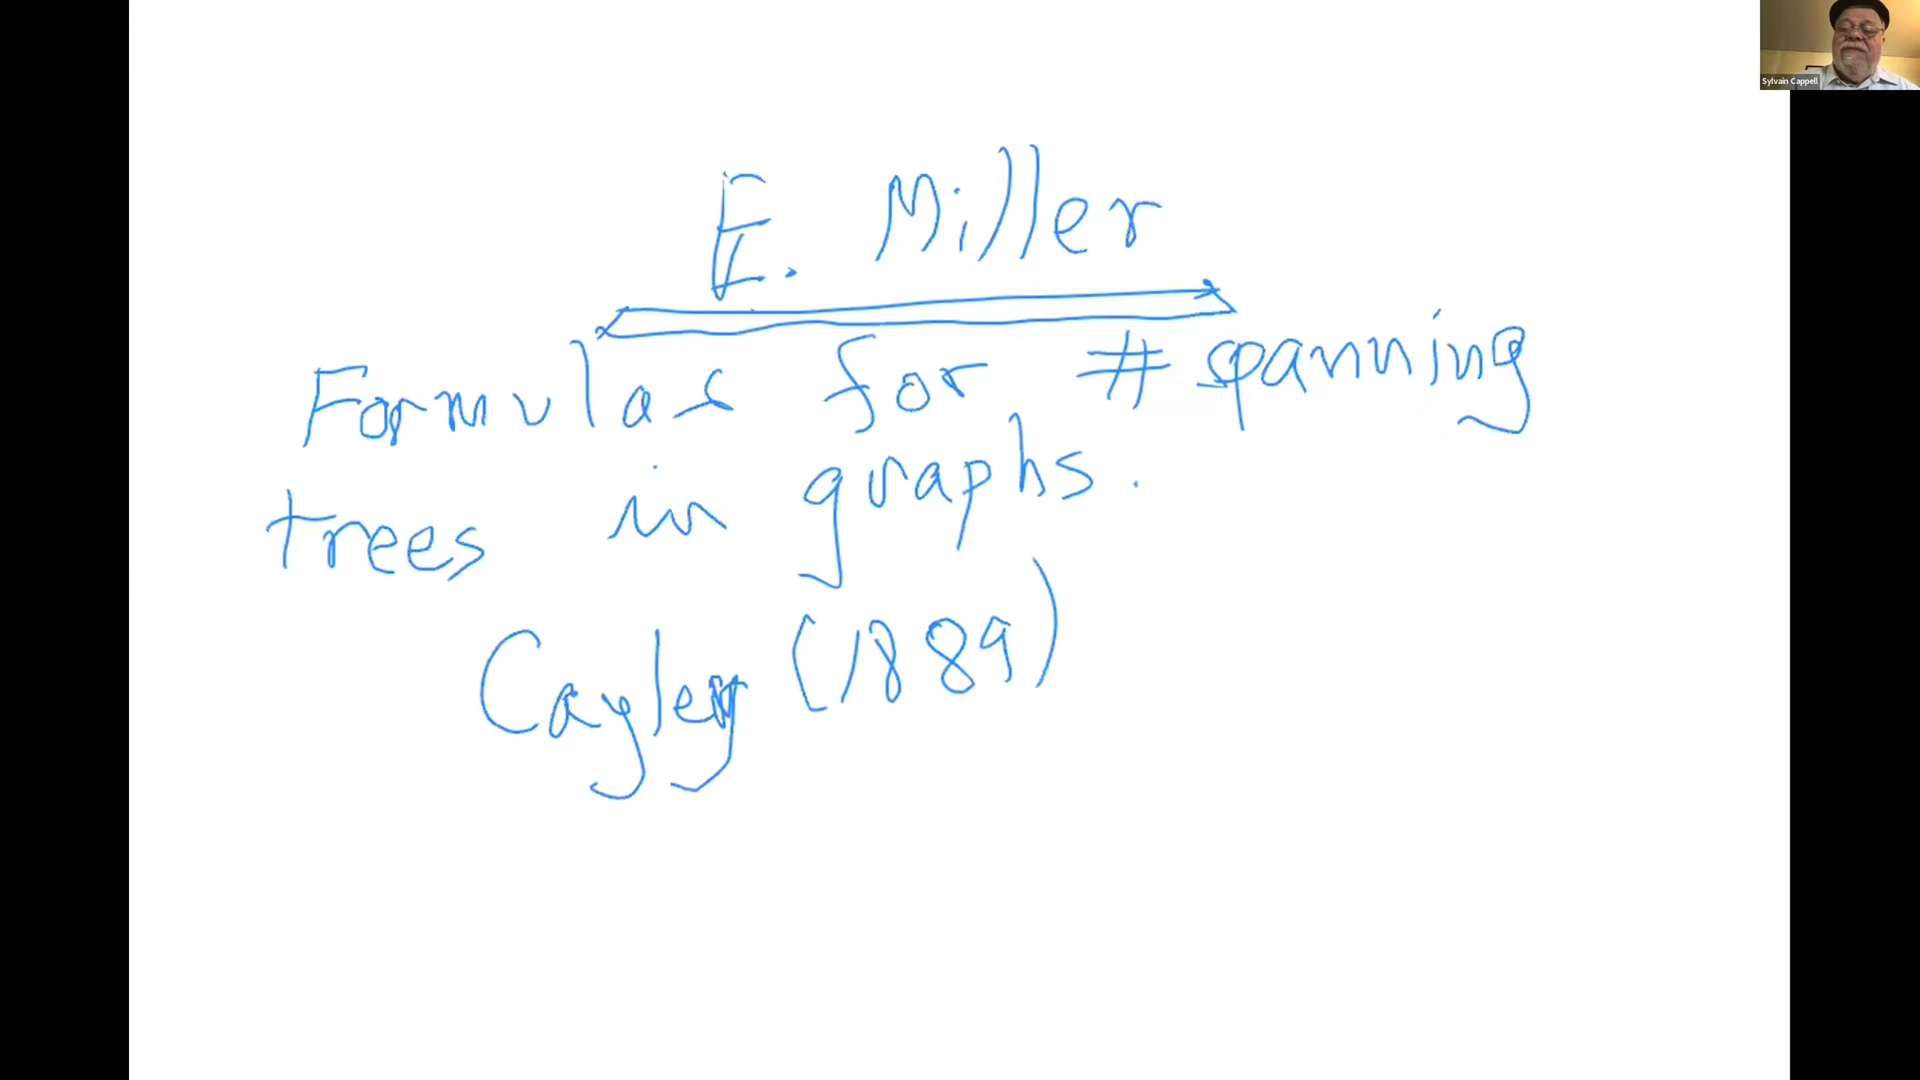 Sylvain Cappell
E. Miller
Formulas for # spanning
trees in graphs.
Cayley (1889)